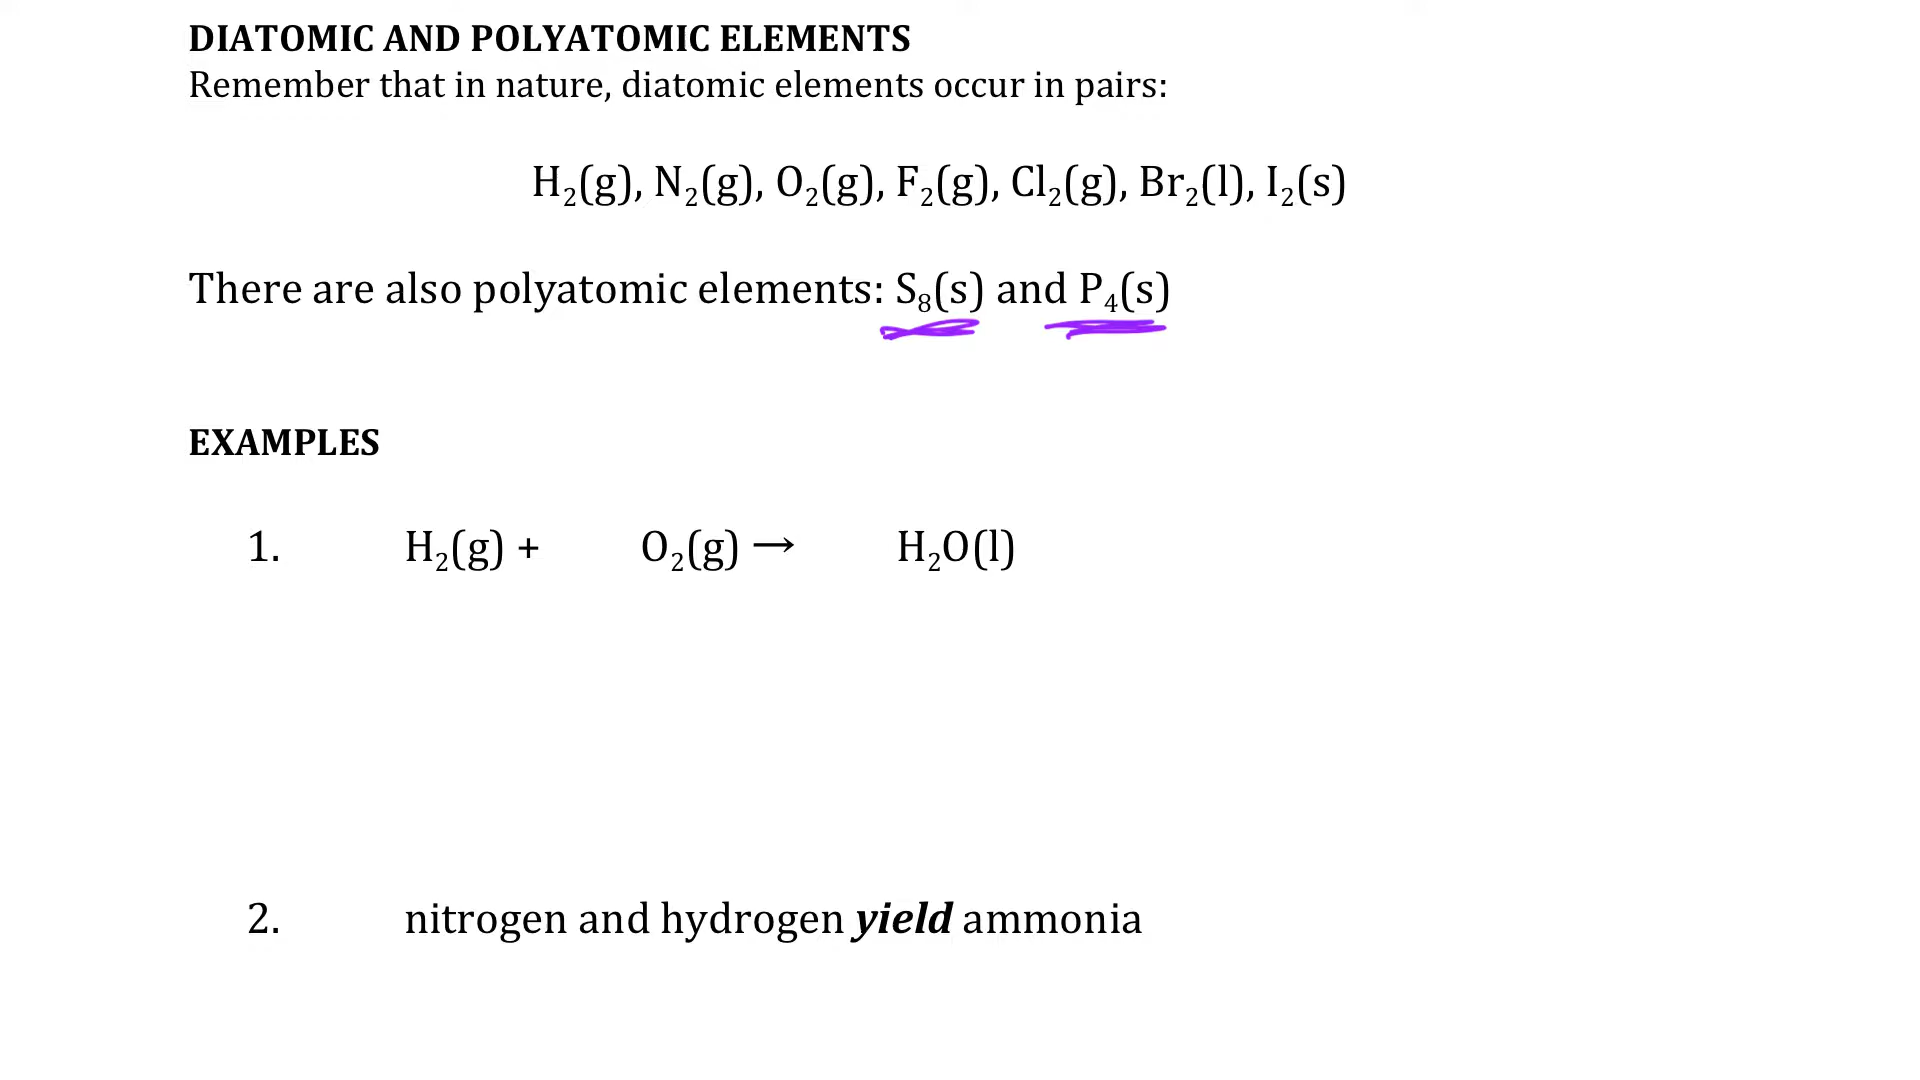 DIATOMIC AND POLYATOMIC ELEMENTS
Remember that in nature, diatomic elements occur in pairs:
H₂(g), N₂(g), O₂(g), F₂(g), Cl₂(g), Br₂(l), I₂(s)
There are also polyatomic elements: S₈(s) and P₄(s)
EXAMPLES
1. H₂(g) + O₂(g) → H₂O(l)
2. nitrogen and hydrogen yield ammonia